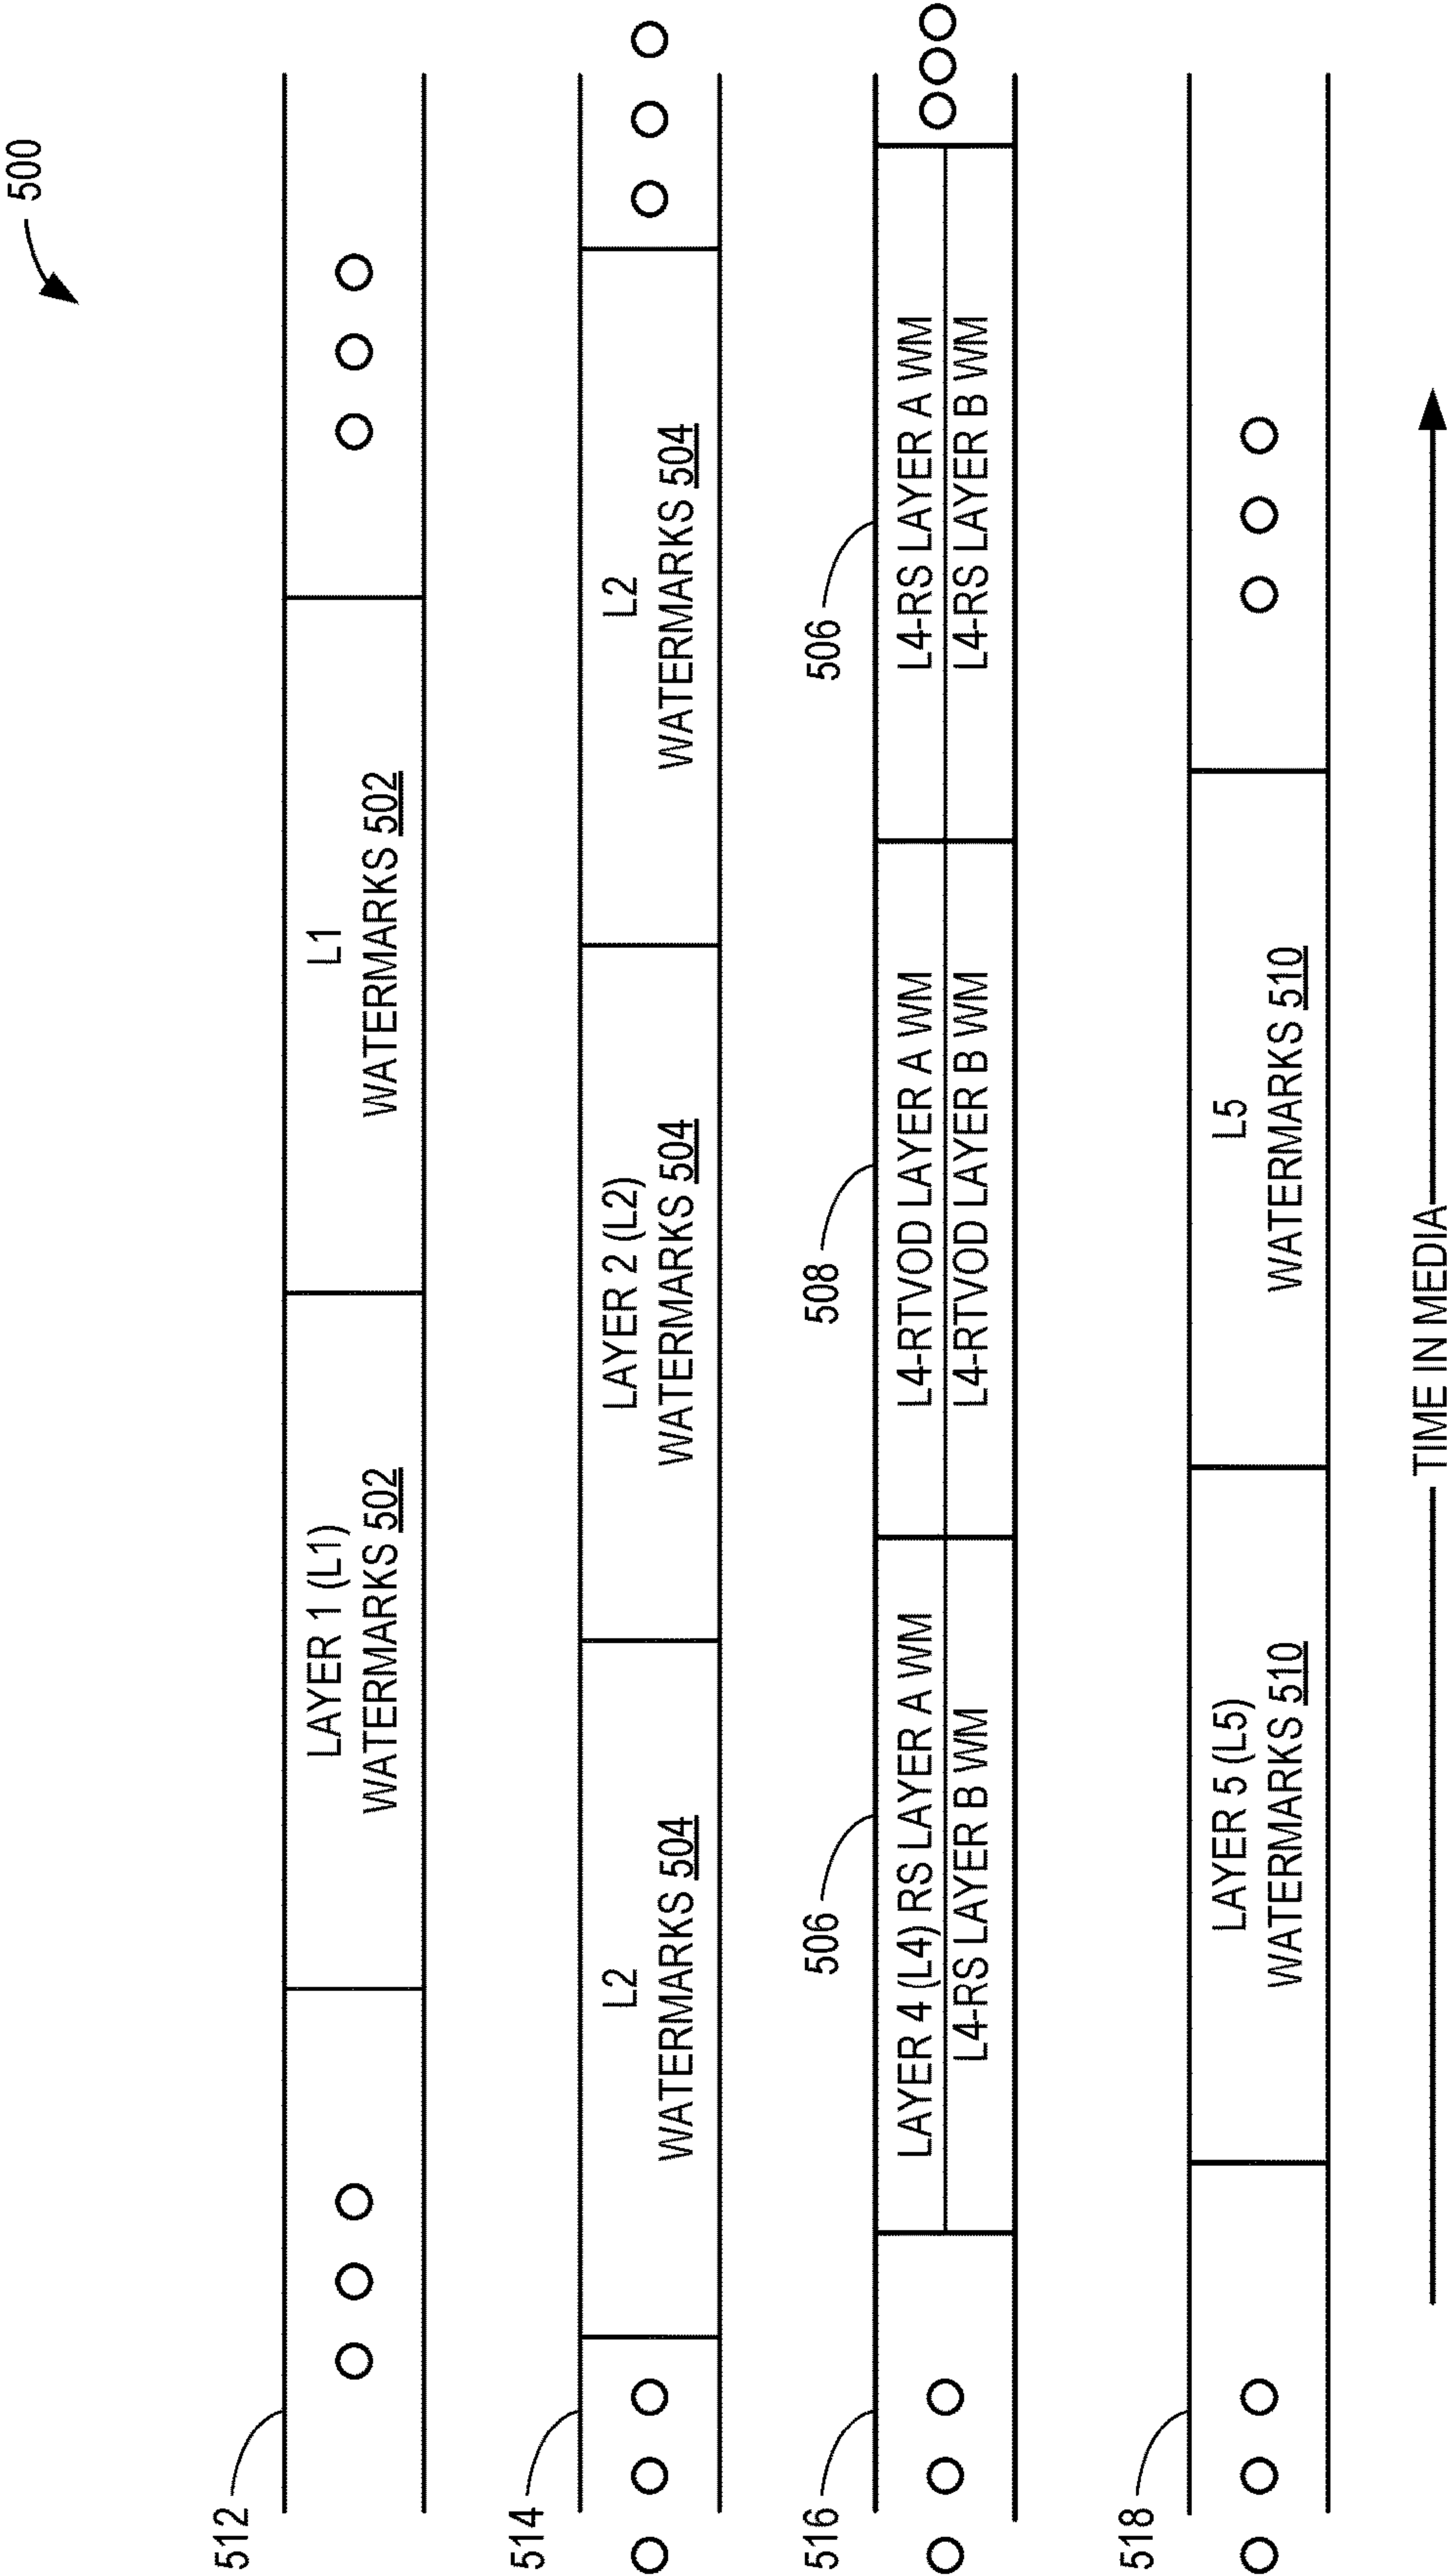 500
512
LAYER 1 (L1)
WATERMARKS 502
L1
WATERMARKS 502
514
L2
WATERMARKS 504
LAYER 2 (L2)
WATERMARKS 504
L2
WATERMARKS 504
516
506
LAYER 4 (L4) RS LAYER A WM
L4-RS LAYER B WM
508
L4-RTVOD LAYER A WM
L4-RTVOD LAYER B WM
506
L4-RS LAYER A WM
L4-RS LAYER B WM
518
LAYER 5 (L5)
WATERMARKS 510
L5
WATERMARKS 510
TIME IN MEDIA